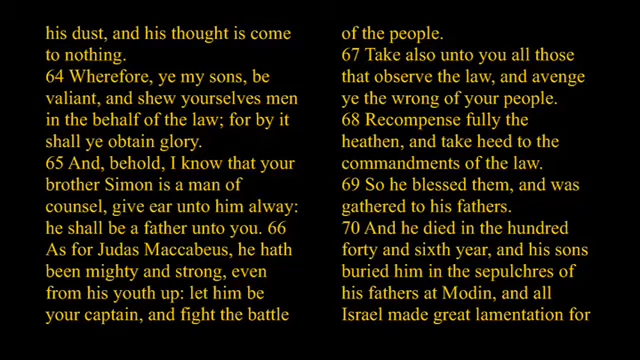 his dust, and his thought is come
to nothing.
64 Wherefore, ye my sons, be
valiant, and shew yourselves men
in the behalf of the law; for by it
shall ye obtain glory.
65 And, behold, I know that your
brother Simon is a man of
counsel, give ear unto him alway:
he shall be a father unto you. 66
As for Judas Maccabeus, he hath
been mighty and strong, even
from his youth up: let him be
your captain, and fight the battle
of the people.
67 Take also unto you all those
that observe the law, and avenge
ye the wrong of your people.
68 Recompense fully the
heathen, and take heed to the
commandments of the law.
69 So he blessed them, and was
gathered to his fathers.
70 And he died in the hundred
forty and sixth year, and his sons
buried him in the sepulchres of
his fathers at Modin, and all
Israel made great lamentation for